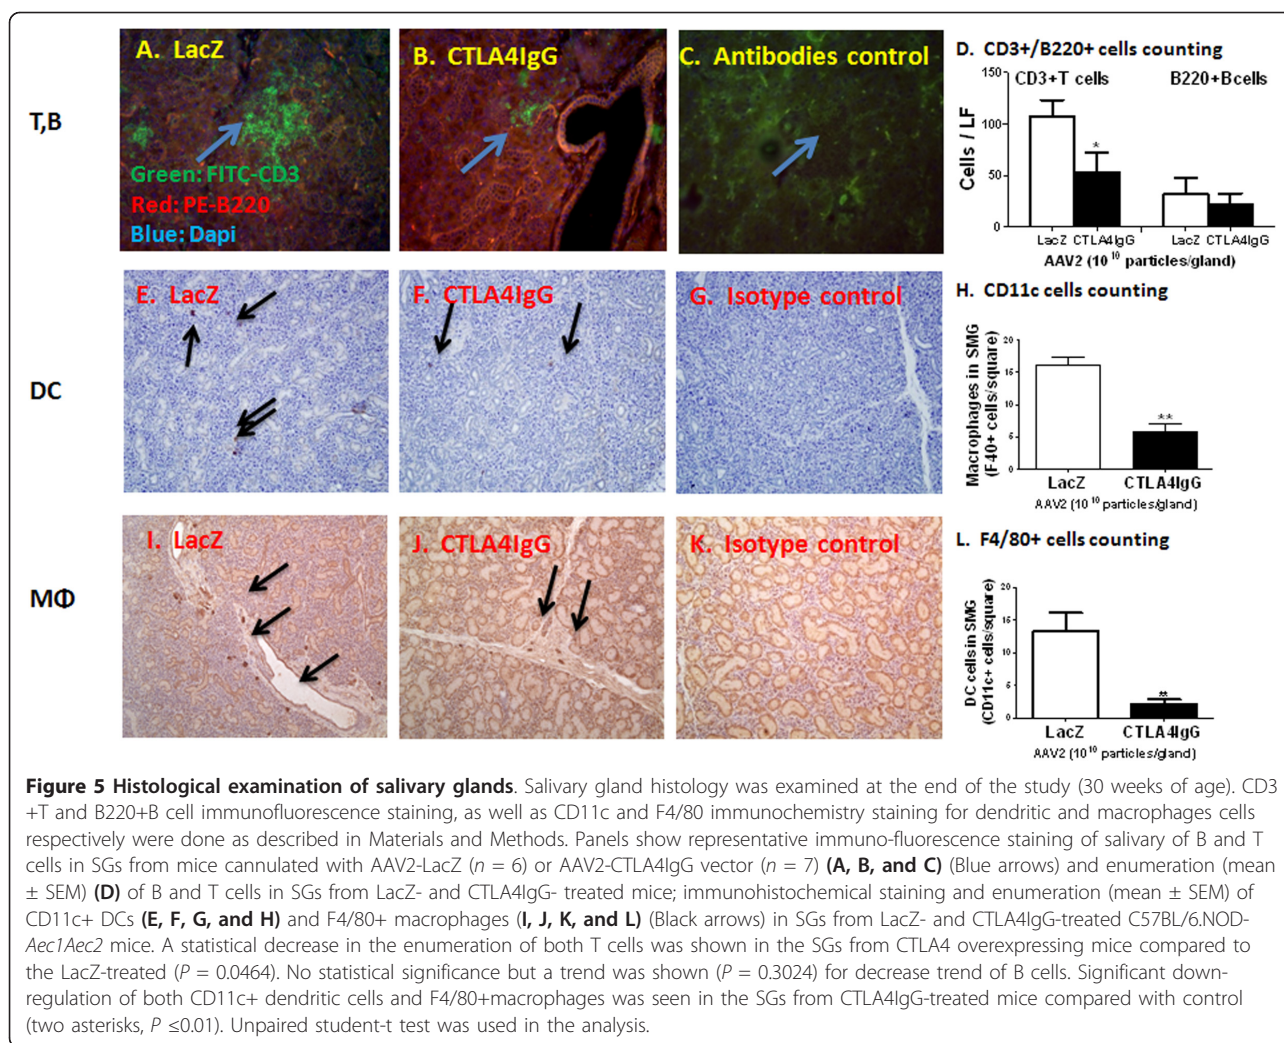 T,B
A. LacZ
Green: FITC-CD3
Red: PE-B220
Blue: Dapi
B. CTLA4IgG
C. Antibodies control
D. CD3+/B220+ cells counting
CD3+T cells B220+Bcells
Cells / LF
150
100
50
0
LacZ CTLA4IgG LacZ CTLA4IgG
AAV2 (10¹⁰ particles/gland)
DC
E. LacZ
F. CTLA4IgG
G. Isotype control
H. CD11c cells counting
Macrophages in SMG
(F40+ cells/square)
20
15
10
5
0
**
LacZ CTLA4IgG
AAV2 (10¹⁰ particles/gland)
MΦ
I. LacZ
J. CTLA4IgG
K. Isotype control
L. F4/80+ cells counting
DC cells in SMG
(CD11c+ cells/square)
20
15
10
5
0
**
LacZ CTLA4IgG
AAV2 (10¹⁰ particles/gland)
Figure 5 Histological examination of salivary glands. Salivary gland histology was examined at the end of the study (30 weeks of age). CD3
+T and B220+B cell immunofluorescence staining, as well as CD11c and F4/80 immunochemistry staining for dendritic and macrophages cells
respectively were done as described in Materials and Methods. Panels show representative immuno-fluorescence staining of salivary of B and T
cells in SGs from mice cannulated with AAV2-LacZ (n = 6) or AAV2-CTLA4IgG vector (n = 7) (A, B, and C) (Blue arrows) and enumeration (mean
± SEM) (D) of B and T cells in SGs from LacZ- and CTLA4IgG- treated mice; immunohistochemical staining and enumeration (mean ± SEM) of
CD11c+ DCs (E, F, G, and H) and F4/80+ macrophages (I, J, K, and L) (Black arrows) in SGs from LacZ- and CTLA4IgG-treated C57BL/6.NOD-
Aec1Aec2 mice. A statistical decrease in the enumeration of both T cells was shown in the SGs from CTLA4 overexpressing mice compared to
the LacZ-treated (P = 0.0464). No statistical significance but a trend was shown (P = 0.3024) for decrease trend of B cells. Significant down-
regulation of both CD11c+ dendritic cells and F4/80+macrophages was seen in the SGs from CTLA4IgG-treated mice compared with control
(two asterisks, P ≤0.01). Unpaired student-t test was used in the analysis.